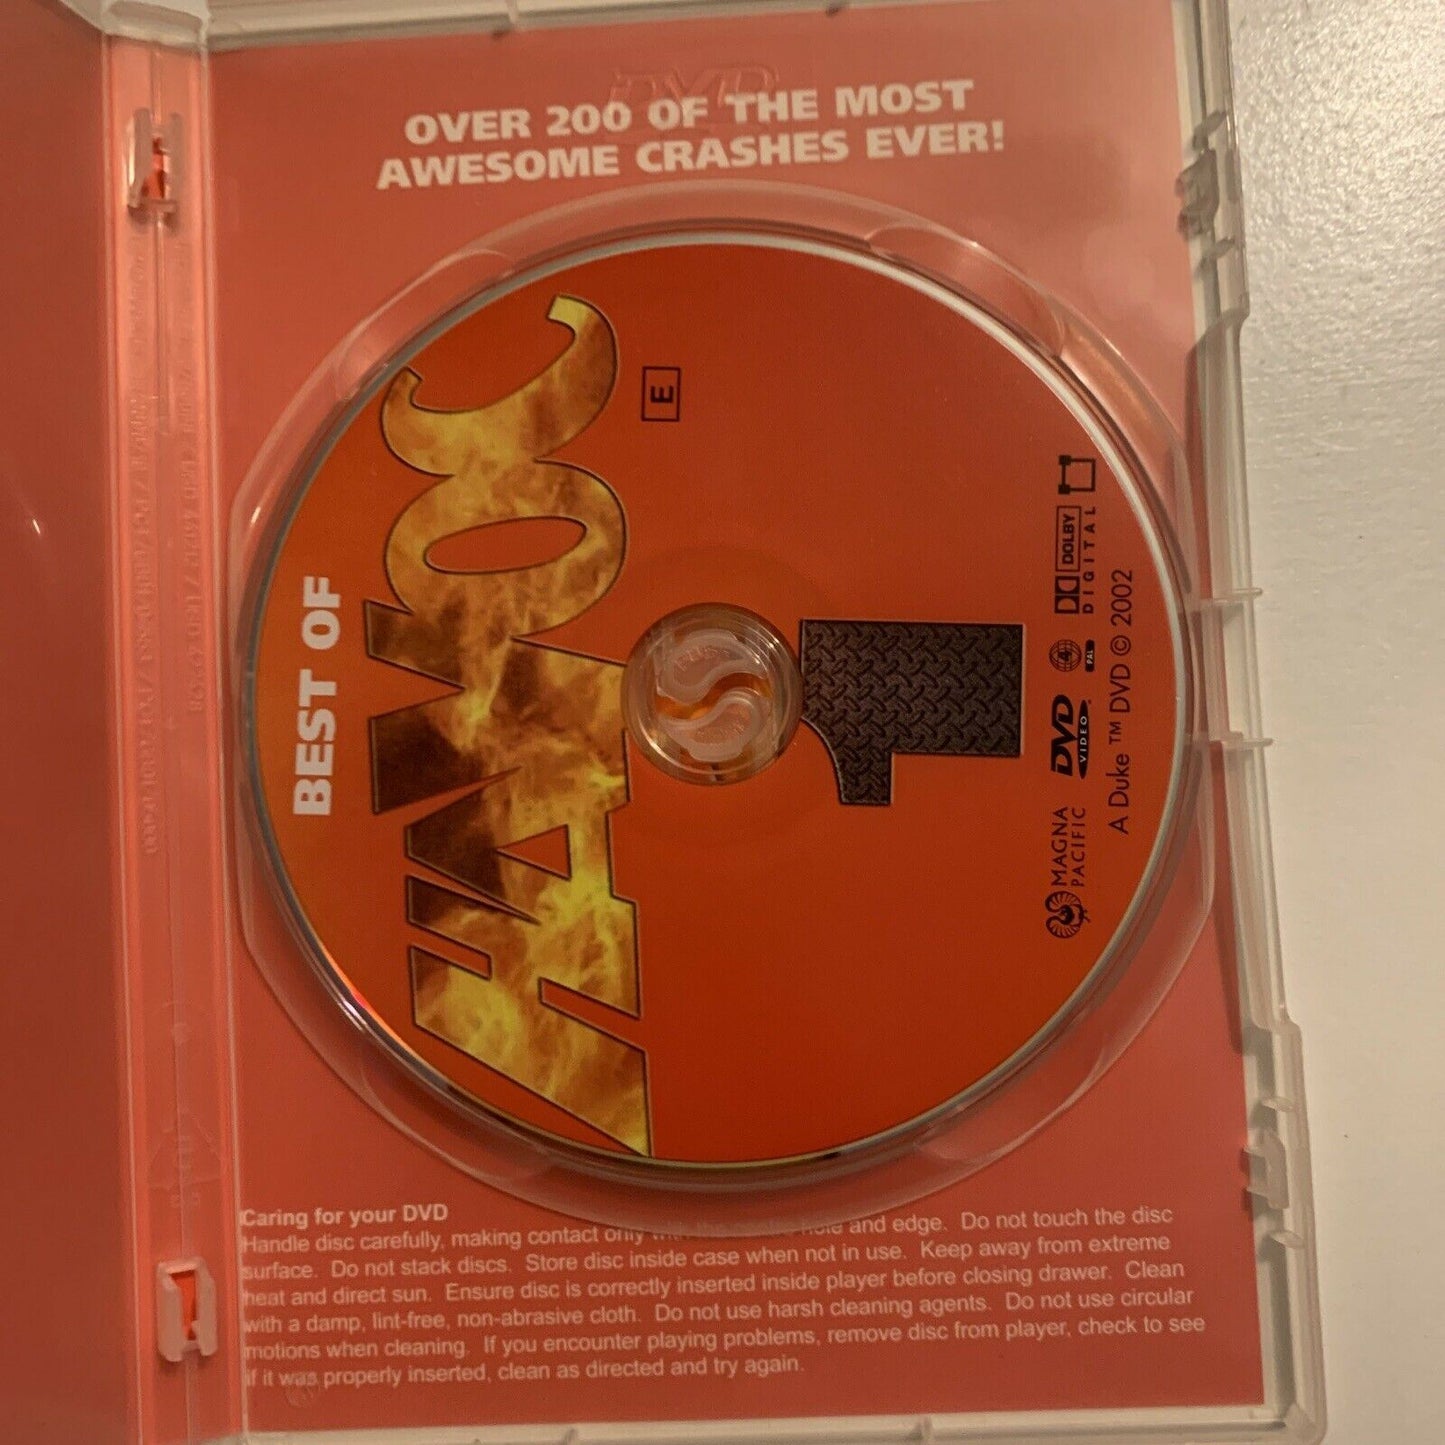 OVER 200 OF THE MOST
AWESOME CRASHES EVER!
BEST OF
HAVOC
1
E
MAGNA
PACIFIC
DVD
VIDEO
4
PAL
DOLBY
DIGITAL
A Duke ™ DVD © 2002
Caring for your DVD
Handle disc carefully, making contact only with the hole and edge. Do not touch the disc
surface. Do not stack discs. Store disc inside case when not in use. Keep away from extreme
heat and direct sun. Ensure disc is correctly inserted inside player before closing drawer. Clean
with a damp, lint-free, non-abrasive cloth. Do not use harsh cleaning agents. Do not use circular
motions when cleaning. If you encounter playing problems, remove disc from player, check to see
if it was properly inserted, clean as directed and try again.